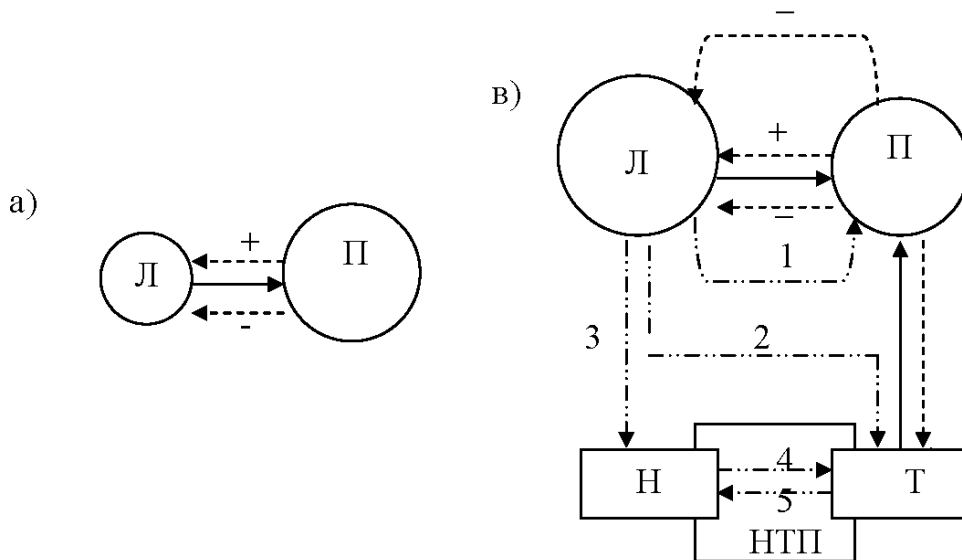 а)
Л
+
П
-
в)
–
Л
+
П
–
1
3
2
Н
4
5
Т
НТП